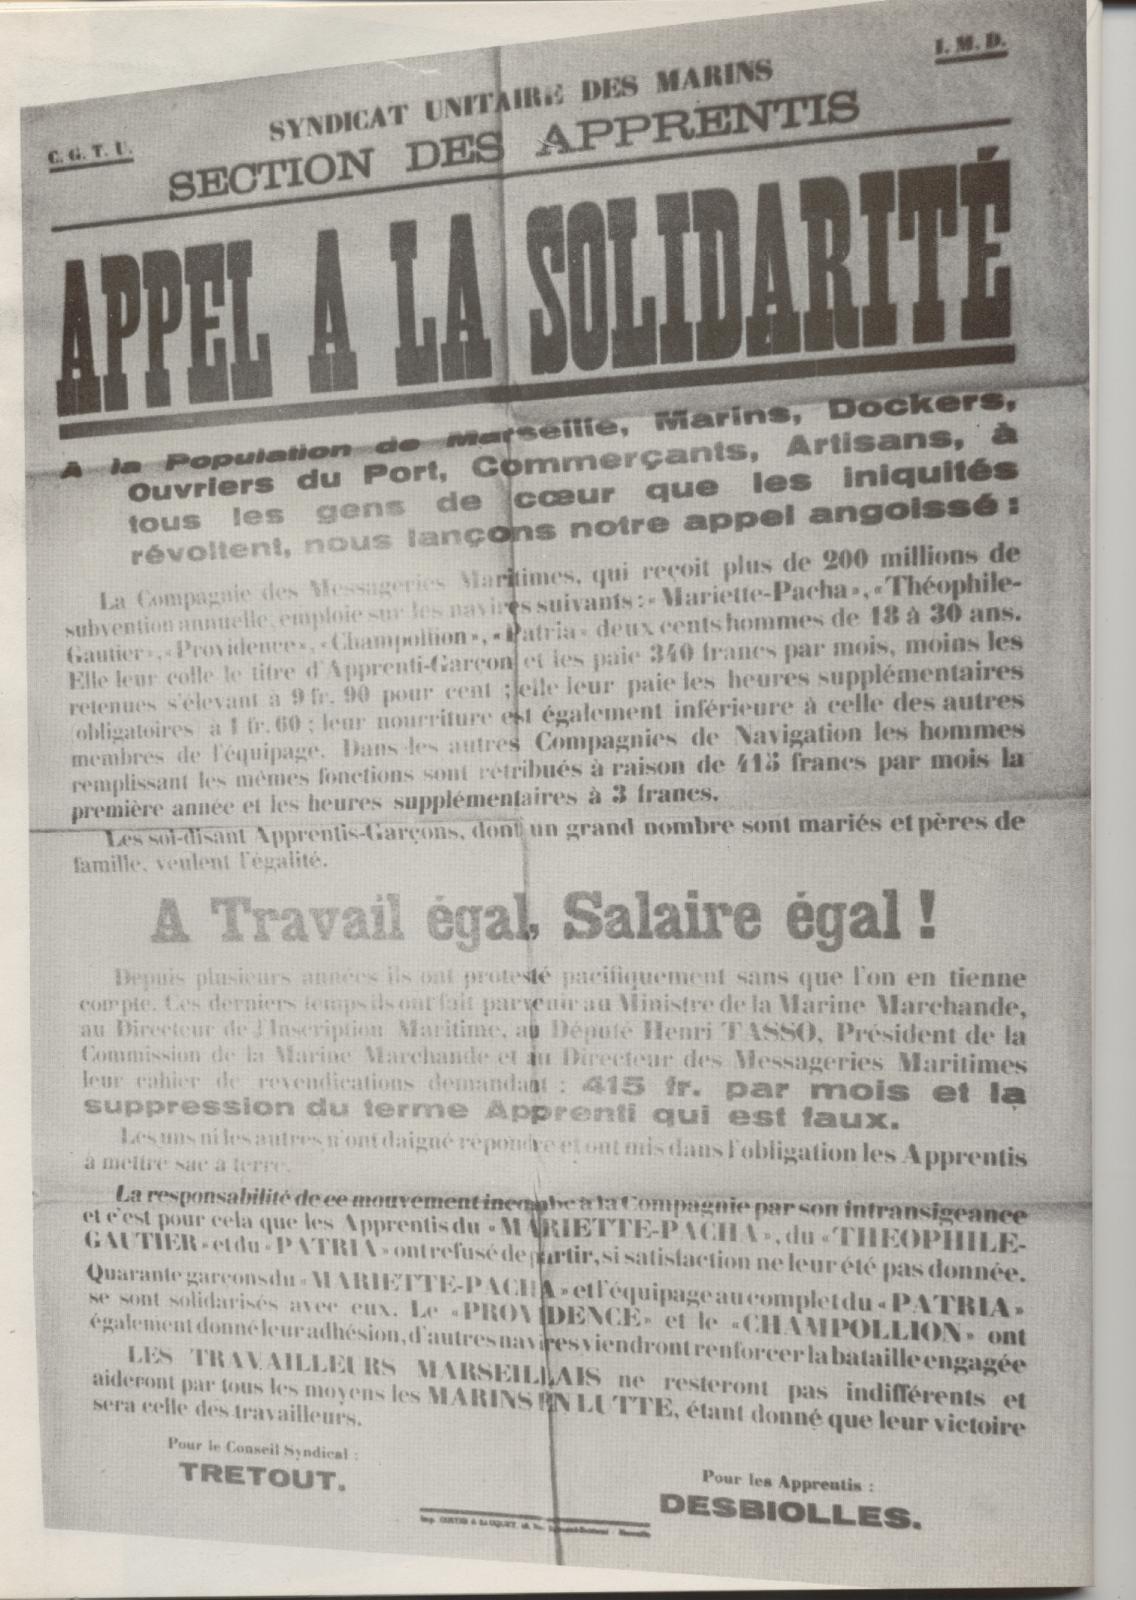 I. M. D.
C. G. T. U.
SYNDICAT UNITAIRE DES MARINS
SECTION DES APPRENTIS
APPEL A LA SOLIDARITÉ
A la Population de Marseille, Marins, Dockers,
Ouvriers du Port, Commerçants, Artisans, à
tous les gens de cœur que les iniquités
révoltent, nous lançons notre appel angoissé :
La Compagnie des Messageries Maritimes, qui reçoit plus de 200 millions de
subvention annuelle, emploie sur les navires suivants : « Mariette-Pacha », « Théophile-
Gautier », « Providence », « Champollion », « Patria » deux cents hommes de 18 à 30 ans.
Elle leur colle le titre d'Apprenti-Garçon et les paie 340 francs par mois, moins les
retenues s'élevant à 9 fr. 90 pour cent ; elle leur paie les heures supplémentaires
obligatoires à 1 fr. 60 ; leur nourriture est également inférieure à celle des autres
membres de l'équipage. Dans les autres Compagnies de Navigation les hommes
remplissant les mêmes fonctions sont rétribués à raison de 415 francs par mois la
première année et les heures supplémentaires à 3 francs.
Les soi-disant Apprentis-Garçons, dont un grand nombre sont mariés et pères de
famille, veulent l'égalité.
A Travail égal, Salaire égal !
Depuis plusieurs années ils ont protesté pacifiquement sans que l'on en tienne
compte. Ces derniers temps ils ont fait parvenir au Ministre de la Marine Marchande,
au Directeur de l'Inscription Maritime, au Député Henri TASSO, Président de la
Commission de la Marine Marchande et au Directeur des Messageries Maritimes
leur cahier de revendications demandant : 415 fr. par mois et la
suppression du terme Apprenti qui est faux.
Les uns ni les autres n'ont daigné répondre et ont mis dans l'obligation les Apprentis
à mettre sac à terre.
La responsabilité de ce mouvement incombe à la Compagnie par son intransigeance
et c'est pour cela que les Apprentis du « MARIETTE-PACHA », du « THEOPHILE-
GAUTIER » et du « PATRIA » ont refusé de partir, si satisfaction ne leur été pas donnée.
Quarante garçons du « MARIETTE-PACHA » et l'équipage au complet du « PATRIA »
se sont solidarisés avec eux. Le « PROVIDENCE » et le « CHAMPOLLION » ont
également donné leur adhésion, d'autres navires viendront renforcer la bataille engagée
LES TRAVAILLEURS MARSEILLAIS ne resteront pas indifférents et
aideront par tous les moyens les MARINS EN LUTTE, étant donné que leur victoire
sera celle des travailleurs.
Pour le Conseil Syndical :
TRETOUT.
Pour les Apprentis :
DESBIOLLES.
Imp. Marseille